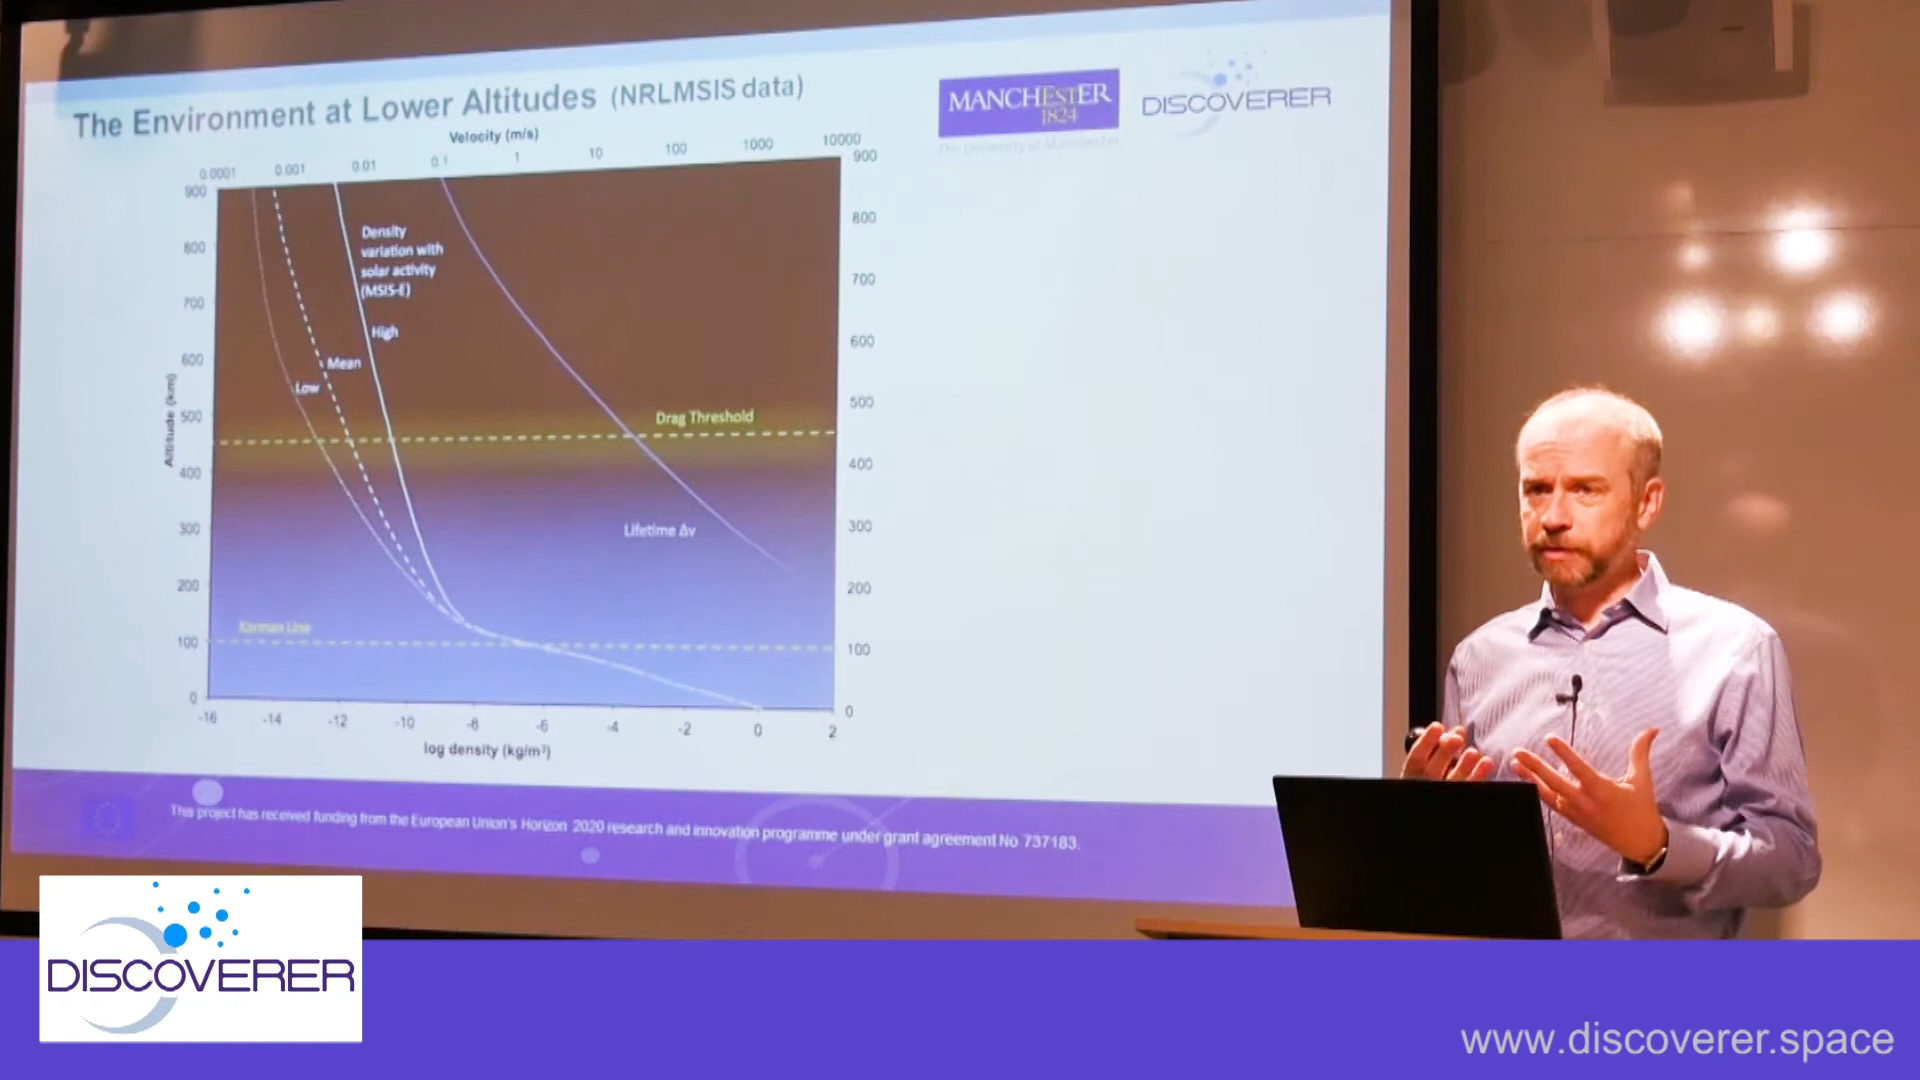 The Environment at Lower Altitudes (NRLMSIS data)
MANCHESTER
1824
The University of Manchester
DISCOVERER
Velocity (m/s)
0.0001 0.001 0.01 0.1 1 10 100 1000 10000
900
800
700
600
500
400
300
200
100
0
Altitude (km)
Density
variation with
solar activity
(MSIS-E)
High
Mean
Low
Drag Threshold
Lifetime Δv
Karman Line
900
800
700
600
500
400
300
200
100
0
-16 -14 -12 -10 -8 -6 -4 -2 0 2
log density (kg/m³)
This project has received funding from the European Union's Horizon 2020 research and innovation programme under grant agreement No 737183.
DISCOVERER
www.discoverer.space